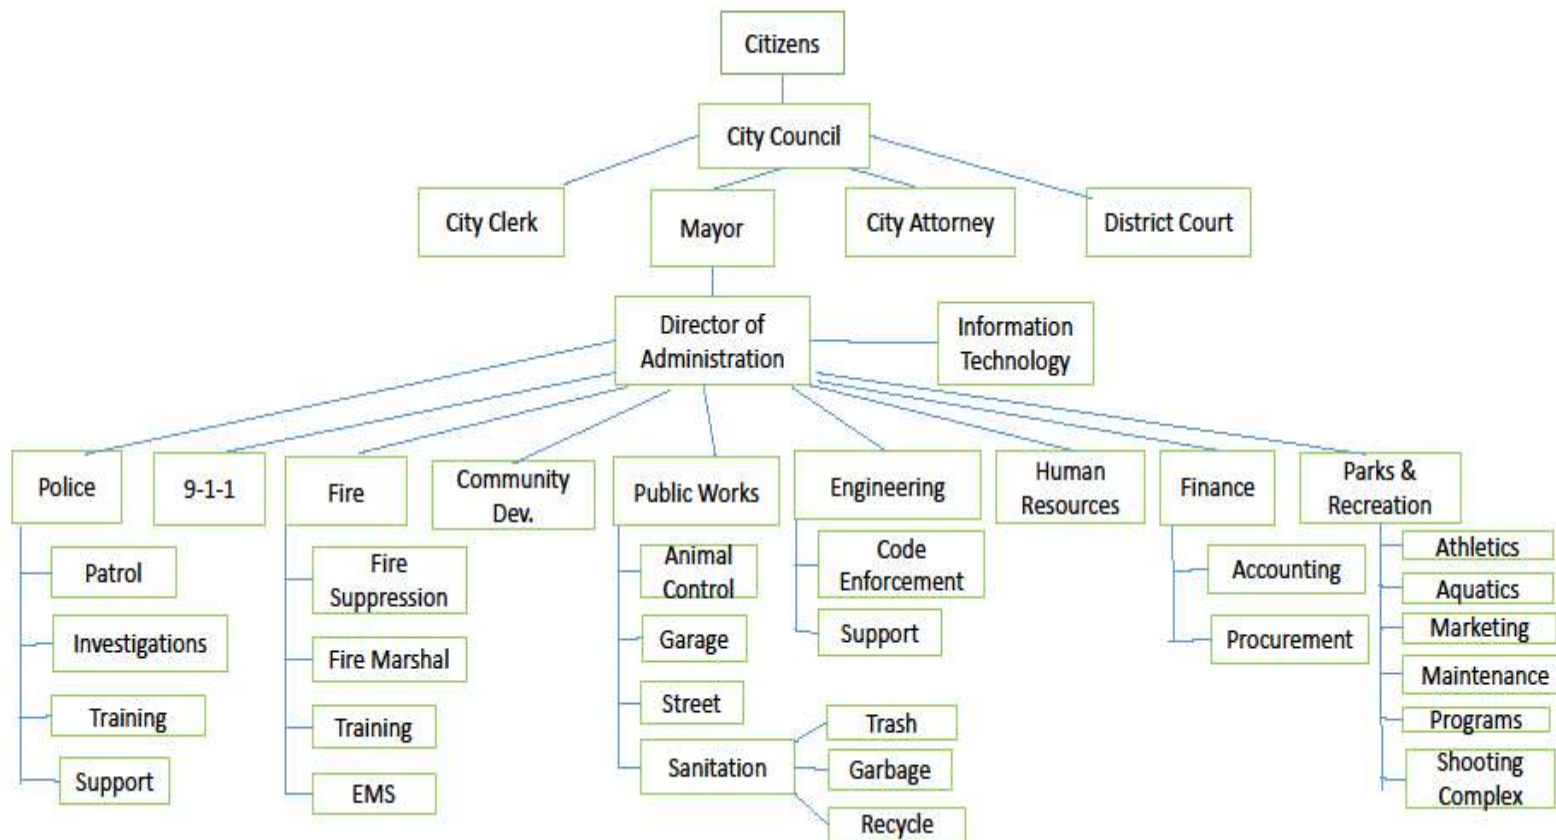 Citizens
City Council
City Clerk
Mayor
City Attorney
District Court
Director of
Administration
Information
Technology
Police
9-1-1
Fire
Community
Dev.
Public Works
Engineering
Human
Resources
Finance
Parks &
Recreation
Patrol
Investigations
Training
Support
Fire
Suppression
Fire Marshal
Training
EMS
Animal
Control
Garage
Street
Sanitation
Trash
Garbage
Recycle
Code
Enforcement
Support
Accounting
Procurement
Athletics
Aquatics
Marketing
Maintenance
Programs
Shooting
Complex